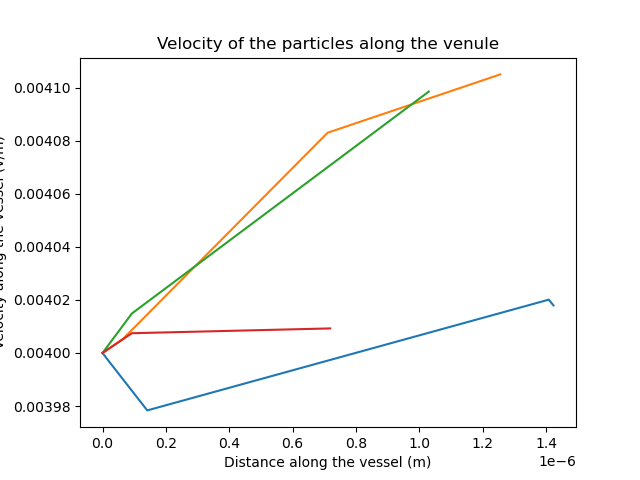 Velocity of the particles along the venule
0.00410
0.00408
0.00406
0.00404
0.00402
0.00400
0.00398
along the vessel
0.0 0.2 0.4 0.6 0.8 1.0 1.2 1.4
1e−6
Distance along the vessel (m)